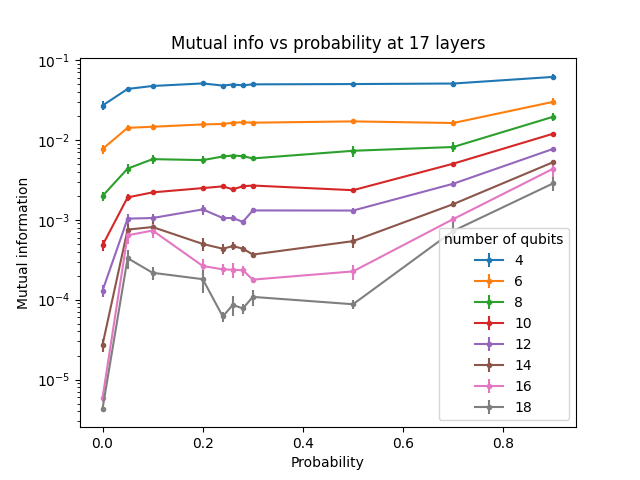 Mutual info vs probability at 17 layers
Mutual information
10⁻¹
10⁻²
10⁻³
10⁻⁴
10⁻⁵
number of qubits
4
6
8
10
12
14
16
18
0.0 0.2 0.4 0.6 0.8
Probability